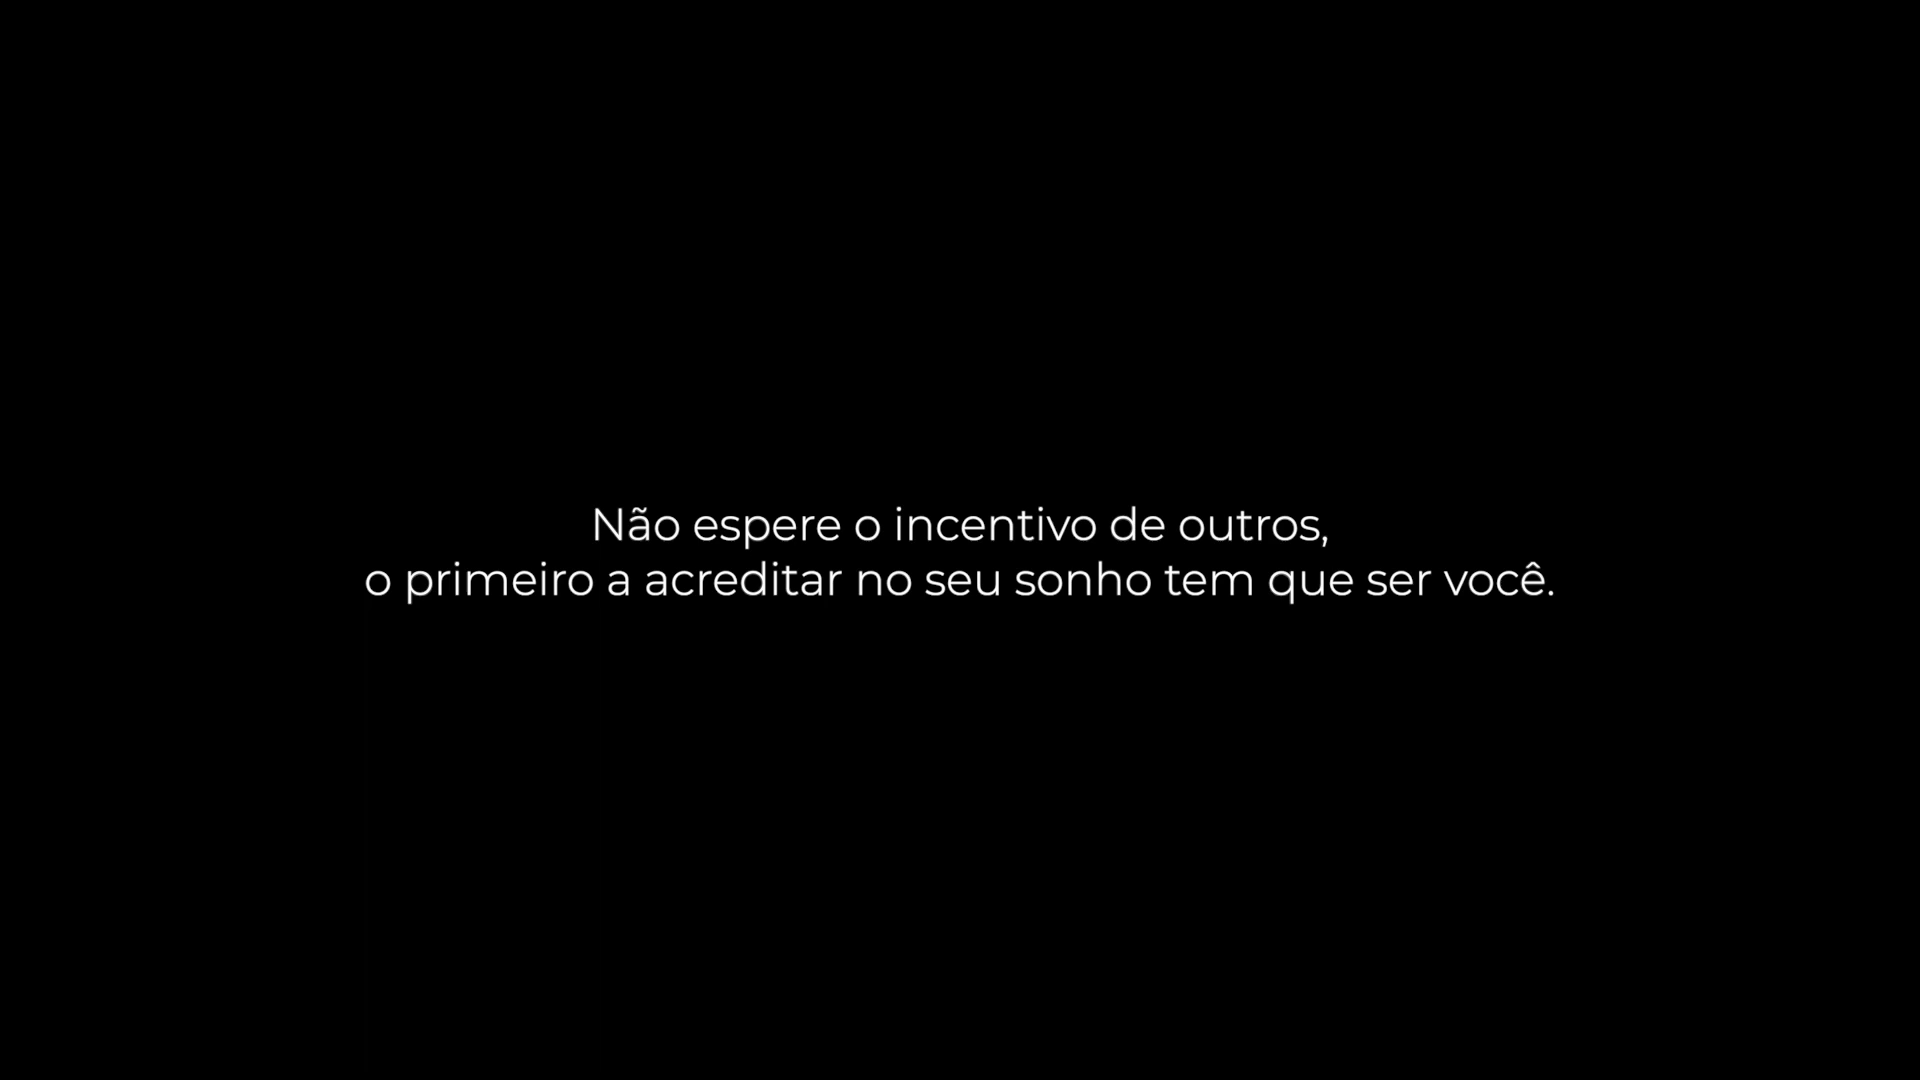 Não espere o incentivo de outros,
o primeiro a acreditar no seu sonho tem que ser você.